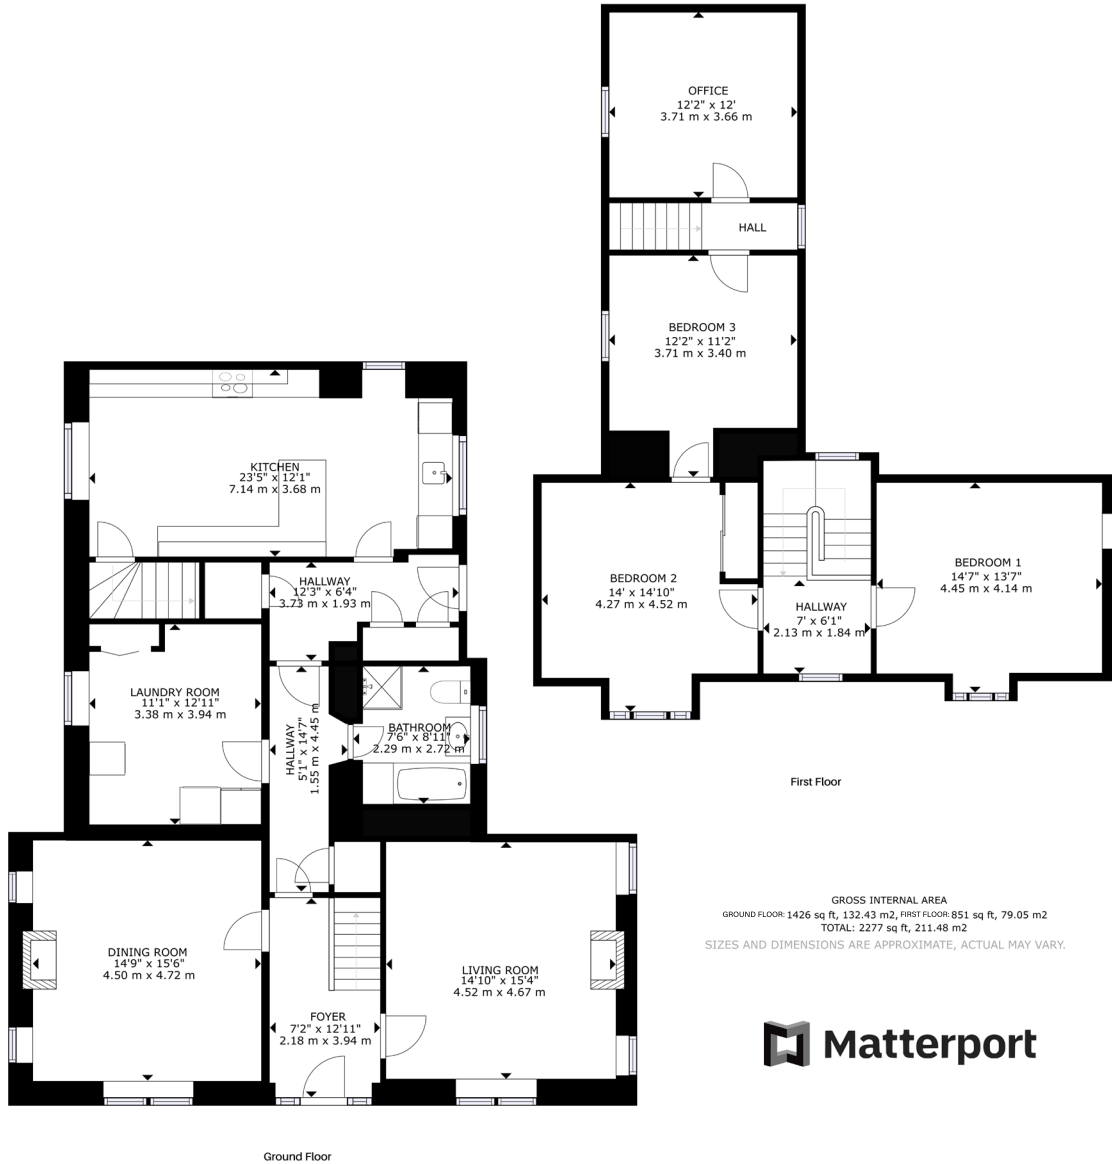 OFFICE
12'2" x 12'
3.71 m x 3.66 m
HALL
BEDROOM 3
12'2" x 11'2"
3.71 m x 3.40 m
BEDROOM 2
14' x 14'10"
4.27 m x 4.52 m
HALLWAY
7' x 6'1"
2.13 m x 1.84 m
BEDROOM 1
14'7" x 13'7"
4.45 m x 4.14 m
First Floor
KITCHEN
23'5" x 12'1"
7.14 m x 3.68 m
HALLWAY
12'3" x 6'4"
3.73 m x 1.93 m
LAUNDRY ROOM
11'1" x 12'11"
3.38 m x 3.94 m
HALLWAY
5'1" x 14'7"
1.55 m x 4.45 m
BATHROOM
7'6" x 8'11"
2.29 m x 2.72 m
DINING ROOM
14'9" x 15'6"
4.50 m x 4.72 m
FOYER
7'2" x 12'11"
2.18 m x 3.94 m
LIVING ROOM
14'10" x 15'4"
4.52 m x 4.67 m
Ground Floor
GROSS INTERNAL AREA
GROUND FLOOR: 1426 sq ft, 132.43 m2, FIRST FLOOR: 851 sq ft, 79.05 m2
TOTAL: 2277 sq ft, 211.48 m2
SIZES AND DIMENSIONS ARE APPROXIMATE, ACTUAL MAY VARY.
Matterport